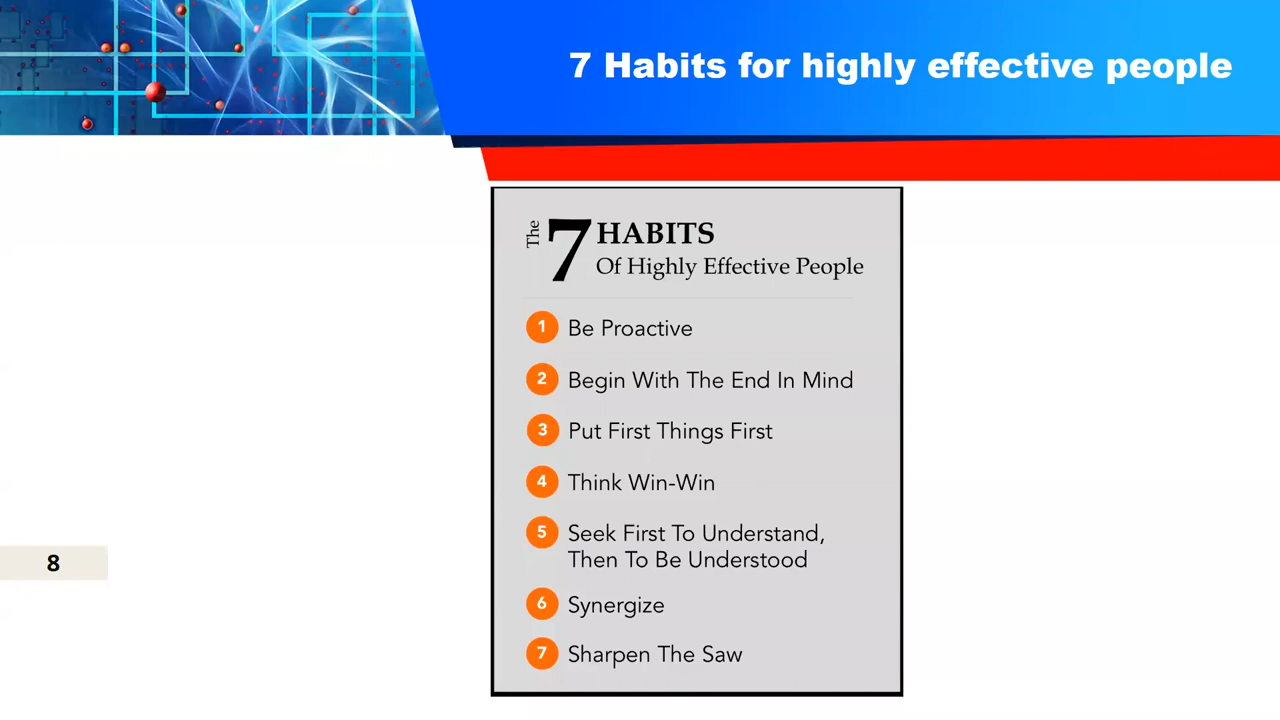 7 Habits for highly effective people
The 7 HABITS
Of Highly Effective People
1 Be Proactive
2 Begin With The End In Mind
3 Put First Things First
4 Think Win-Win
5 Seek First To Understand,
Then To Be Understood
6 Synergize
7 Sharpen The Saw
8